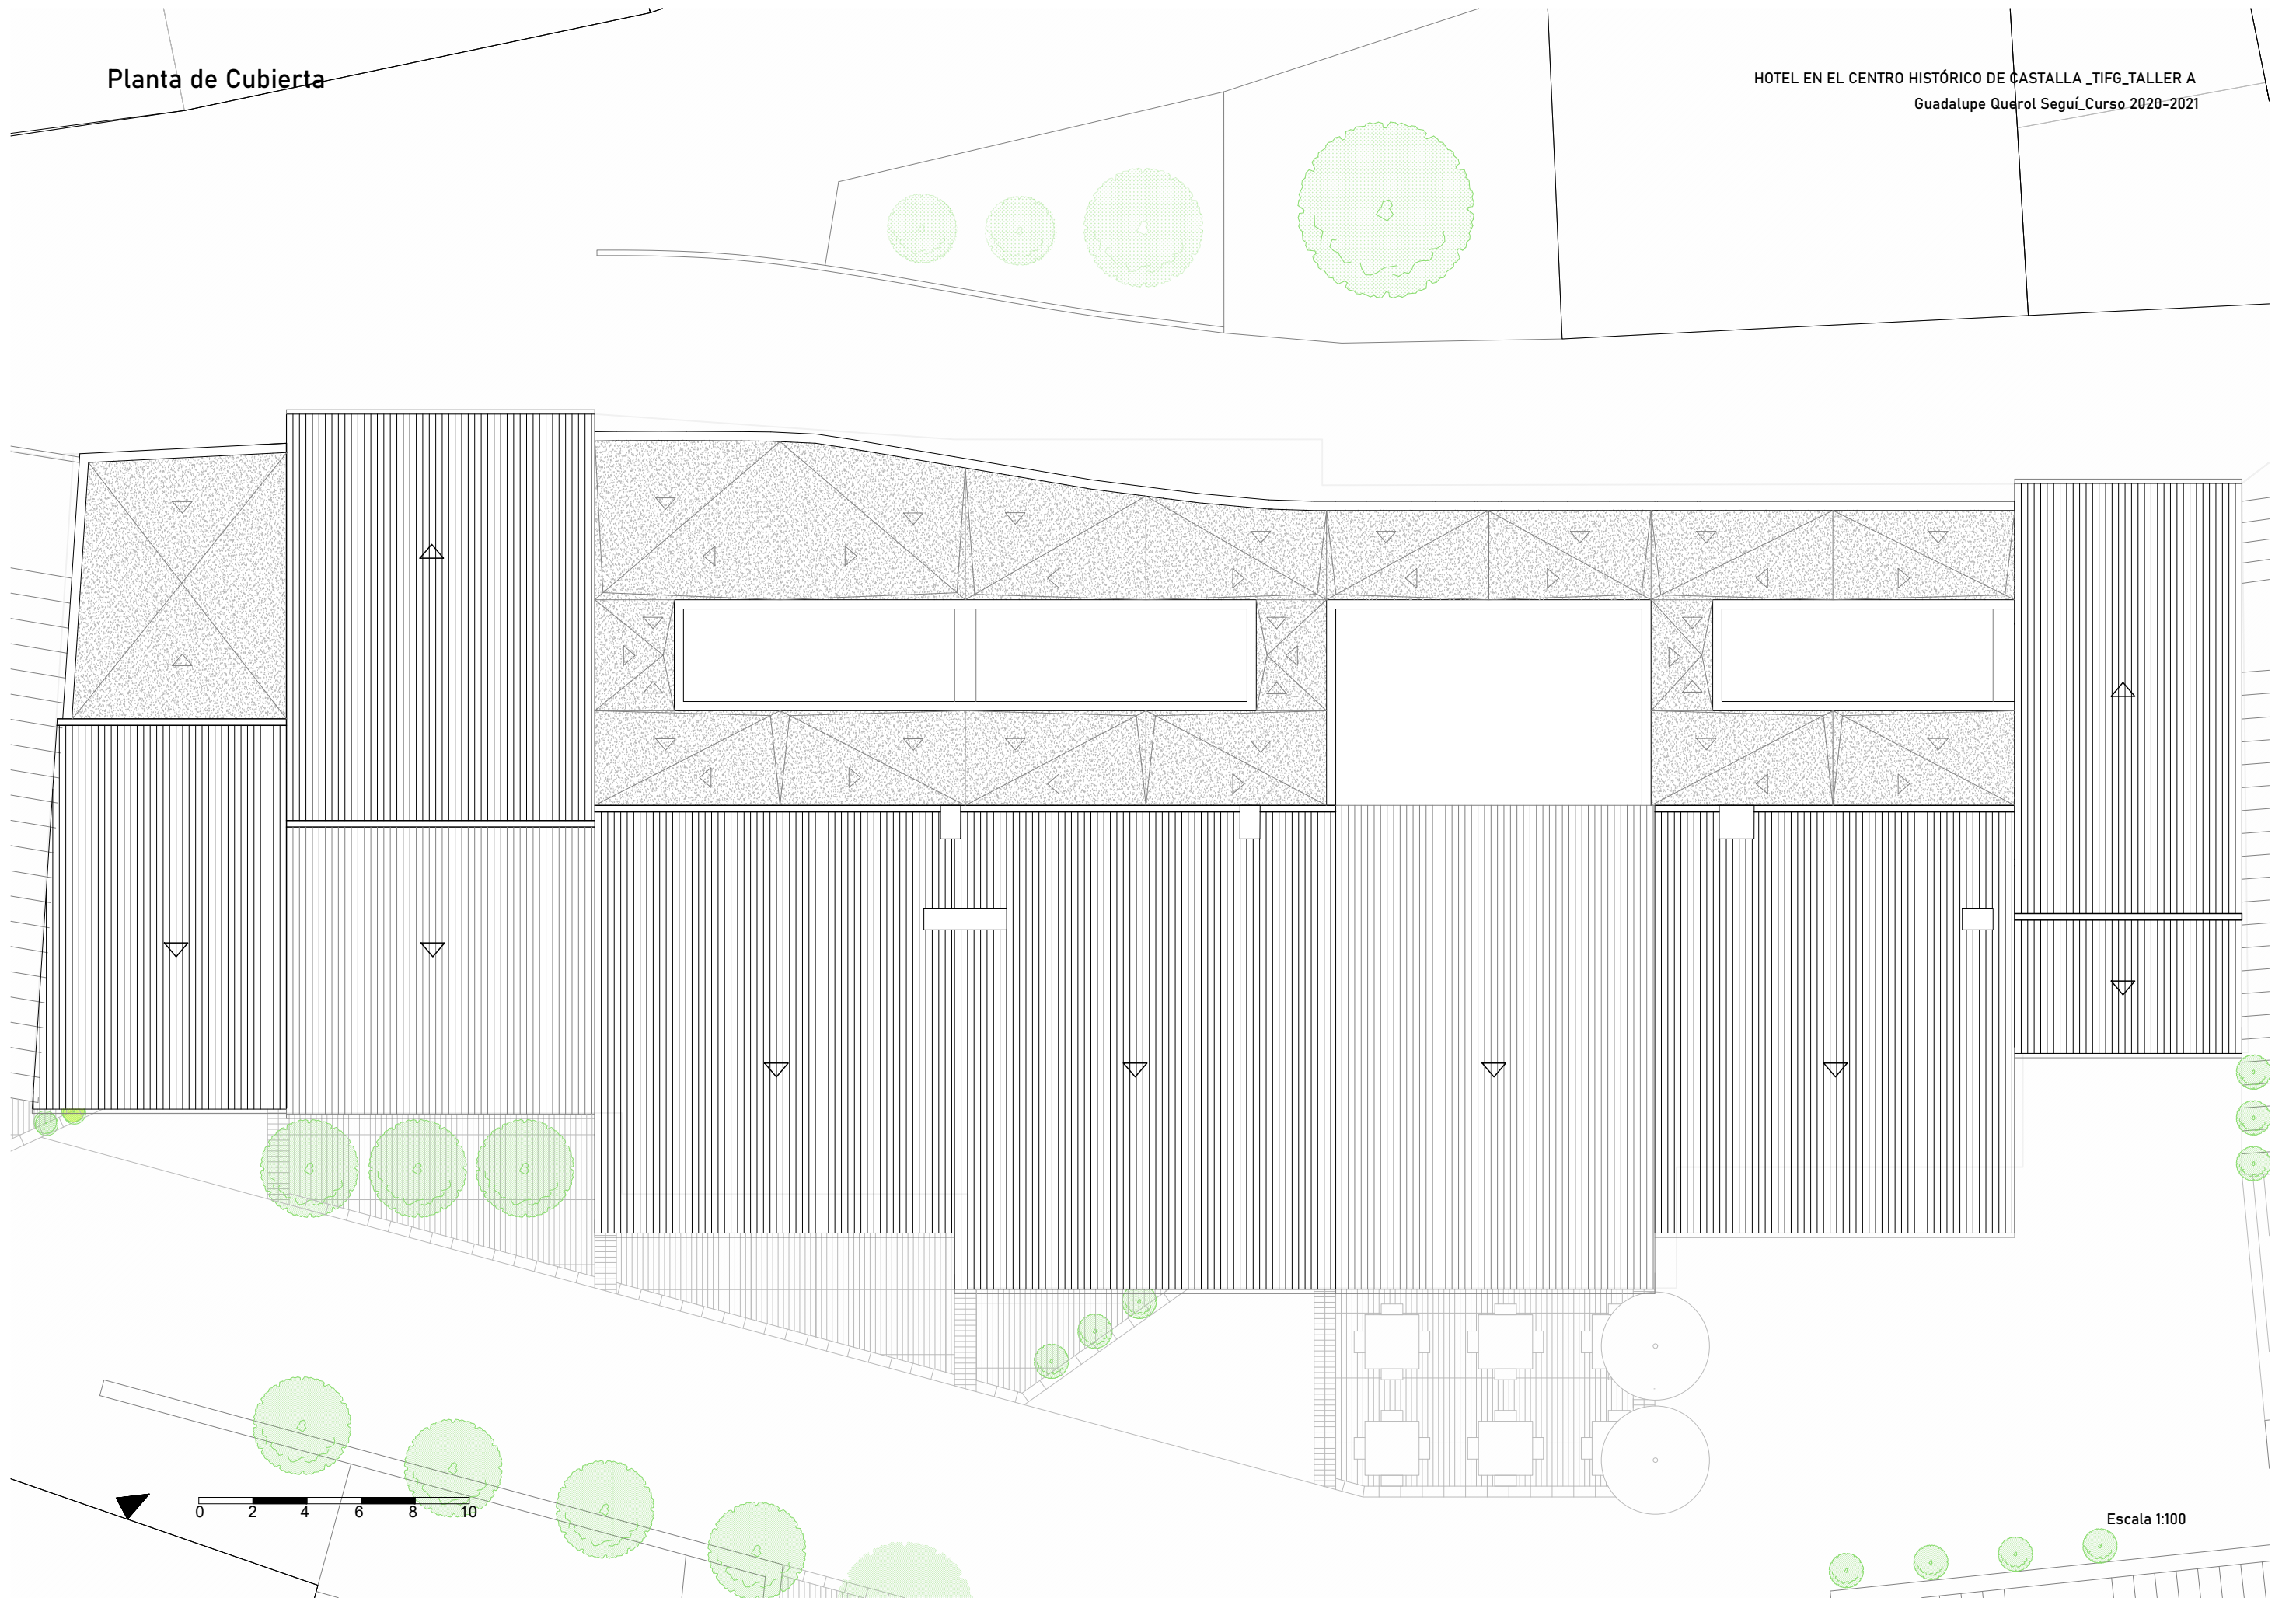 Planta de Cubierta
HOTEL EN EL CENTRO HISTÓRICO DE CASTALLA _TIFG_TALLER A
Guadalupe Querol Seguí_Curso 2020-2021
0 2 4 6 8 10
Escala 1:100